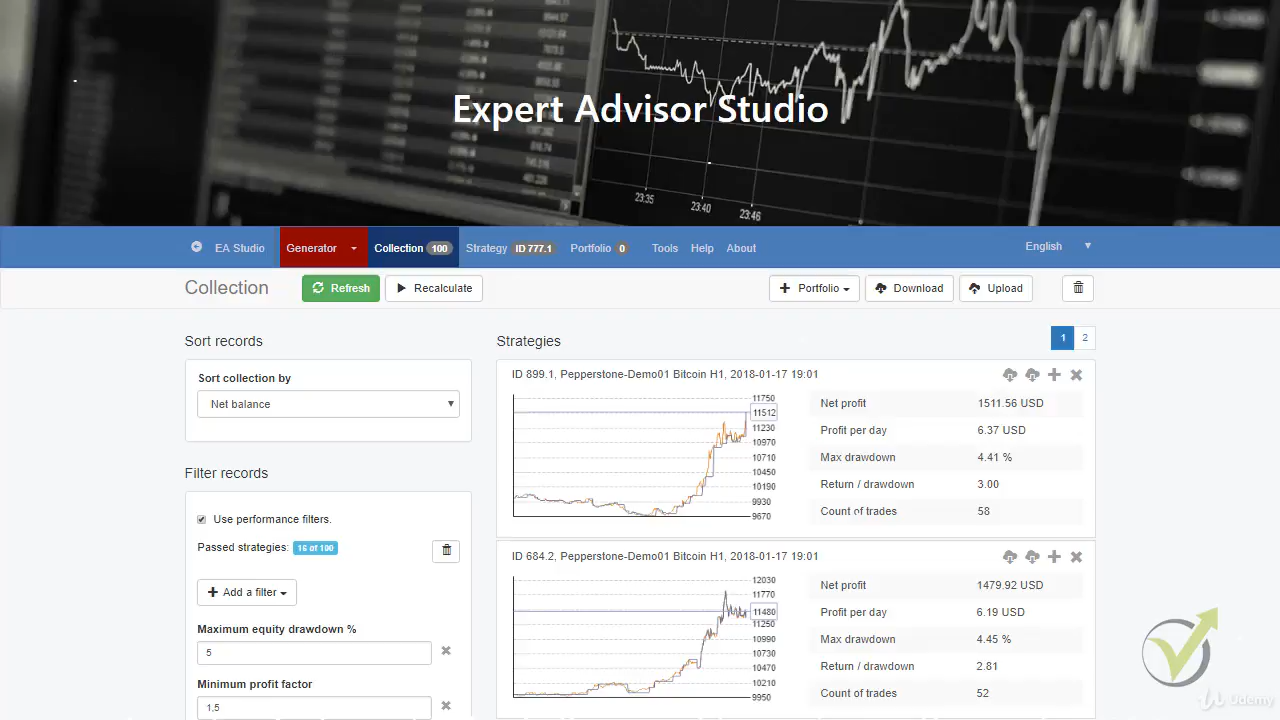 Expert Advisor Studio
23:35
23:40
23:46
EA Studio Generator Collection 100 Strategy ID 777.1 Portfolio 0 Tools Help About English
Collection Refresh Recalculate Portfolio Download Upload
Sort records
Sort collection by
Net balance
Filter records
Use performance filters.
Passed strategies: 16 of 100
Add a filter
Maximum equity drawdown %
5
Minimum profit factor
1,5
Strategies 1 2
ID 899.1, Pepperstone-Demo01 Bitcoin H1, 2018-01-17 19:01
11750
11512
11230
10970
10710
10450
10190
9930
9670
Net profit 1511.56 USD
Profit per day 6.37 USD
Max drawdown 4.41 %
Return / drawdown 3.00
Count of trades 58
ID 684.2, Pepperstone-Demo01 Bitcoin H1, 2018-01-17 19:01
12030
11770
11480
11250
10990
10730
10470
10210
9950
Net profit 1479.92 USD
Profit per day 6.19 USD
Max drawdown 4.45 %
Return / drawdown 2.81
Count of trades 52
Udemy